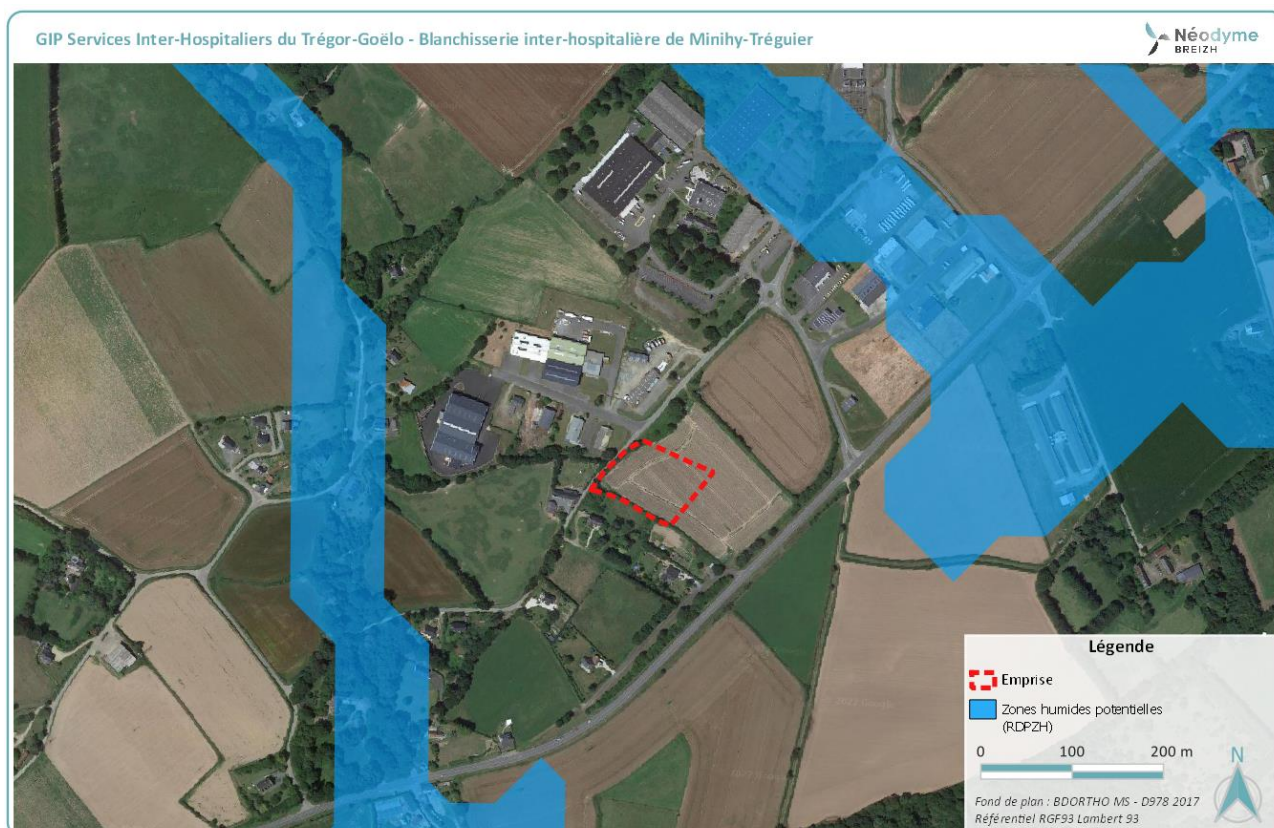 GIP Services Inter-Hospitaliers du Trégor-Goëlo - Blanchisserie inter-hospitalière de Minihy-Tréguier
Néodyme
BREIZH
Légende
Emprise
Zones humides potentielles
(RDPZH)
0 100 200 m
N
Fond de plan : BDORTHO MS - D978 2017
Référentiel RGF93 Lambert 93